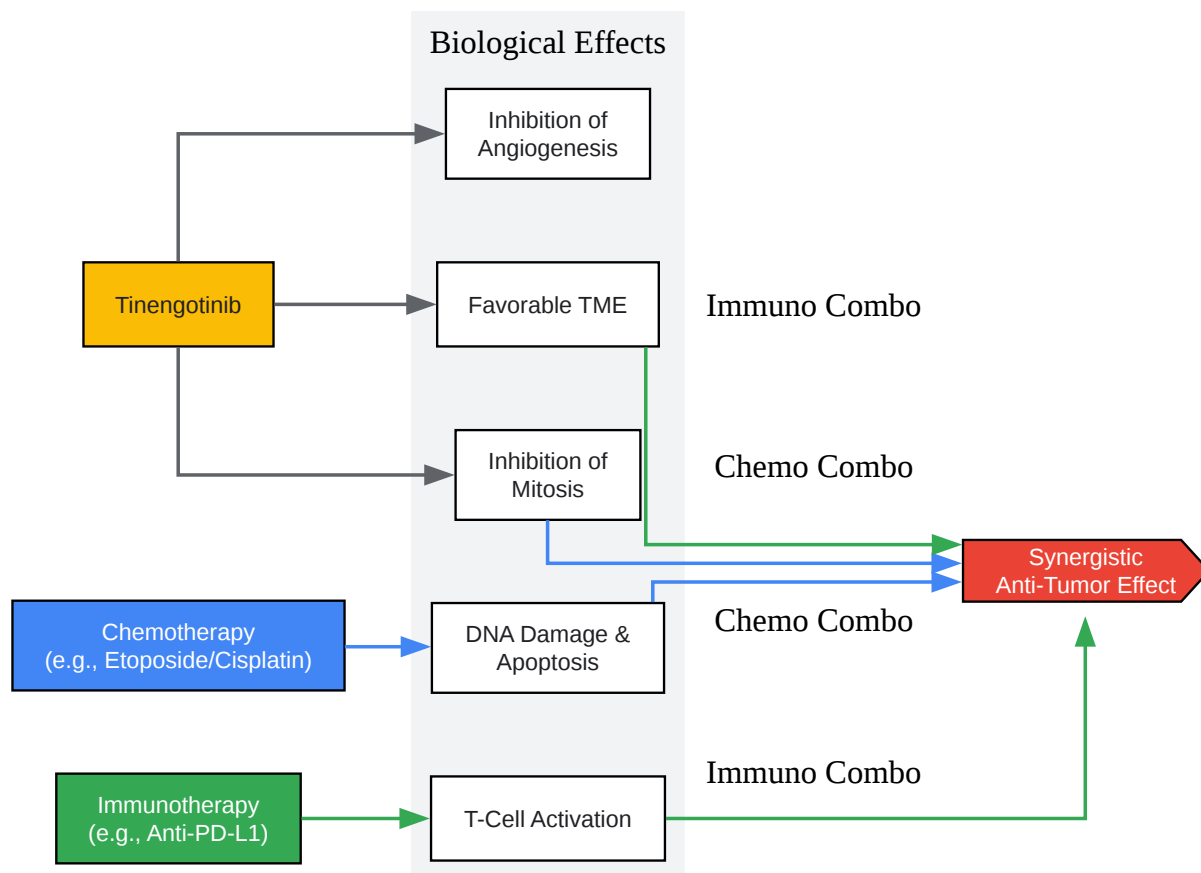 Biological Effects
Inhibition of
Angiogenesis
Tinengotinib
Favorable TME
Immuno Combo
Inhibition of
Mitosis
Chemo Combo
Synergistic
Anti-Tumor Effect
Chemotherapy
(e.g., Etoposide/Cisplatin)
DNA Damage &
Apoptosis
Chemo Combo
Immunotherapy
(e.g., Anti-PD-L1)
T-Cell Activation
Immuno Combo